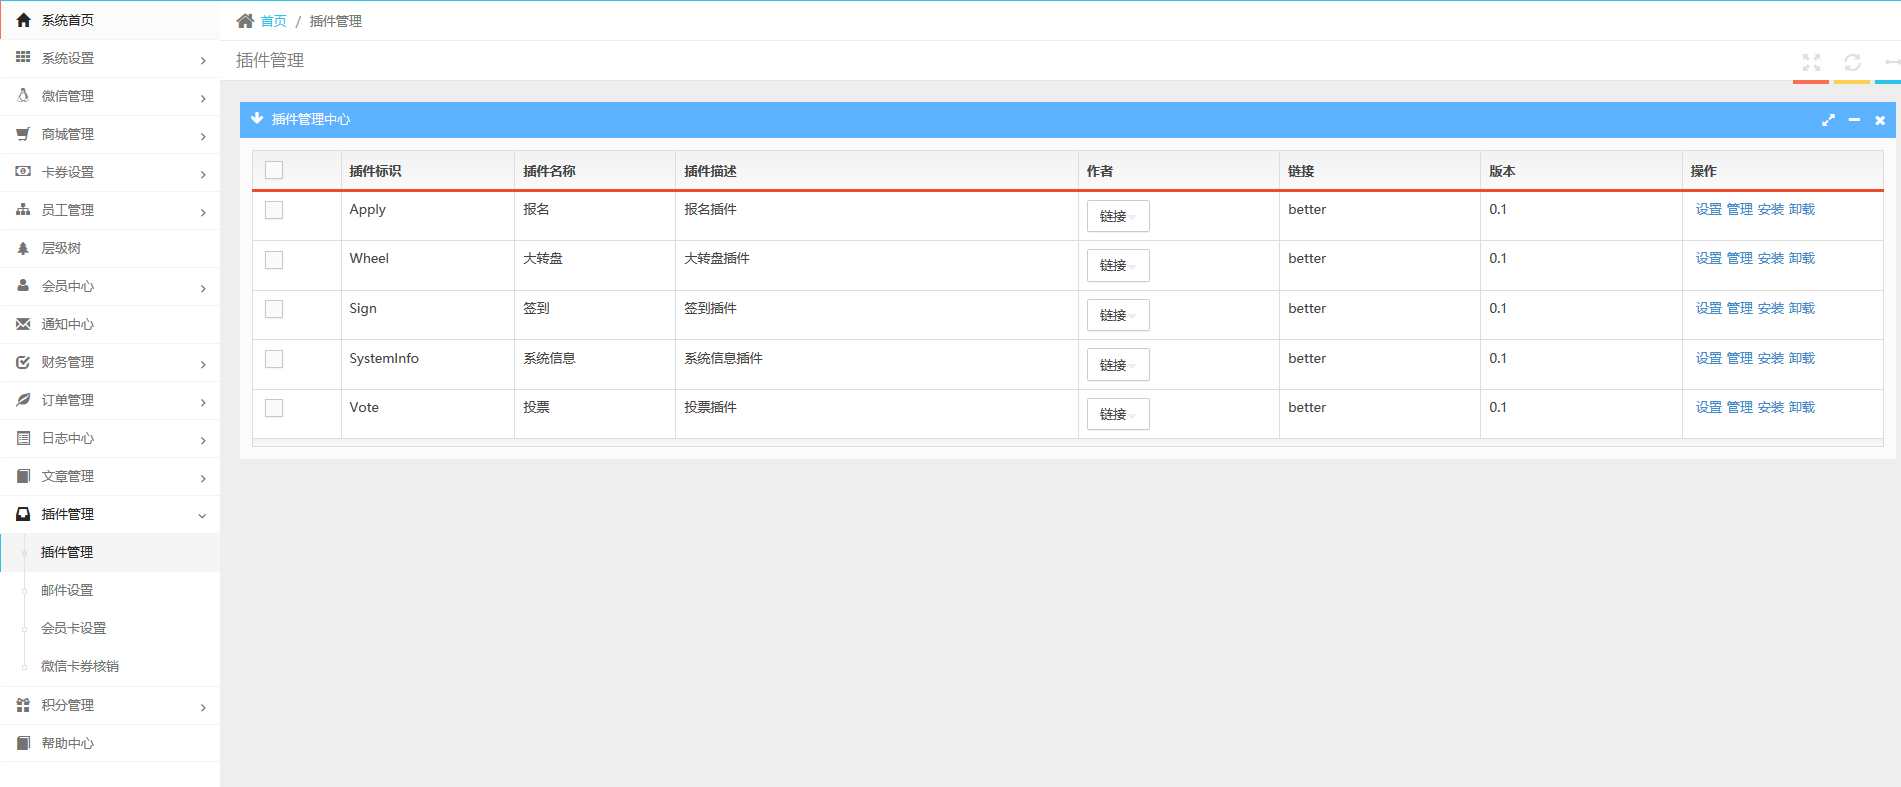 系统首页
系统设置
微信管理
商城管理
卡券设置
员工管理
层级树
会员中心
通知中心
财务管理
订单管理
日志中心
文章管理
插件管理
插件管理
邮件设置
会员卡设置
微信卡券核销
积分管理
帮助中心
首页 / 插件管理
插件管理
插件管理中心
插件标识 插件名称 插件描述 作者 链接 版本 操作
Apply 报名 报名插件 链接 better 0.1 设置 管理 安装 卸载
Wheel 大转盘 大转盘插件 链接 better 0.1 设置 管理 安装 卸载
Sign 签到 签到插件 链接 better 0.1 设置 管理 安装 卸载
SystemInfo 系统信息 系统信息插件 链接 better 0.1 设置 管理 安装 卸载
Vote 投票 投票插件 链接 better 0.1 设置 管理 安装 卸载